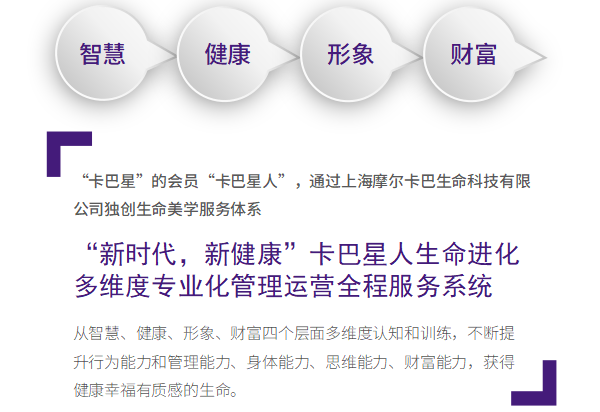 智慧 健康 形象 财富
“卡巴星”的会员“卡巴星人”，通过上海摩尔卡巴生命科技有限
公司独创生命美学服务体系
“新时代，新健康”卡巴星人生命进化
多维度专业化管理运营全程服务系统
从智慧、健康、形象、财富四个层面多维度认知和训练，不断提
升行为能力和管理能力、身体能力、思维能力、财富能力，获得
健康幸福有质感的生命。